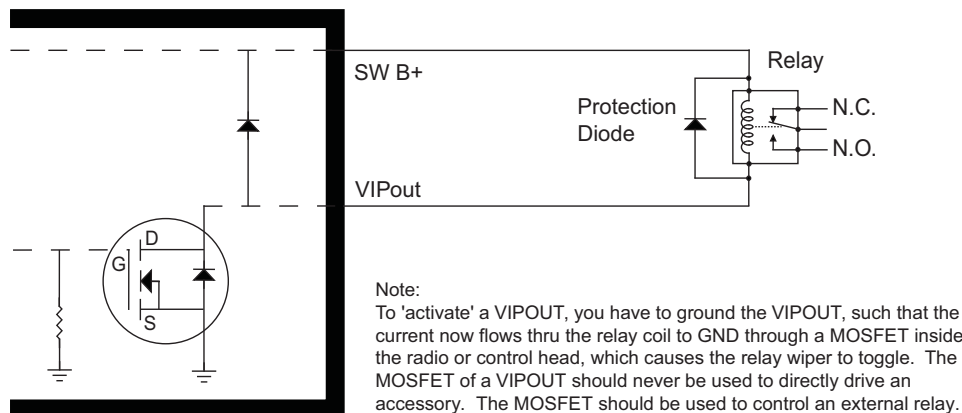 SW B+
Relay
Protection
Diode
N.C.
N.O.
VIPout
D
G
S
Note:
To 'activate' a VIPOUT, you have to ground the VIPOUT, such that the
current now flows thru the relay coil to GND through a MOSFET inside
the radio or control head, which causes the relay wiper to toggle. The
MOSFET of a VIPOUT should never be used to directly drive an
accessory. The MOSFET should be used to control an external relay.